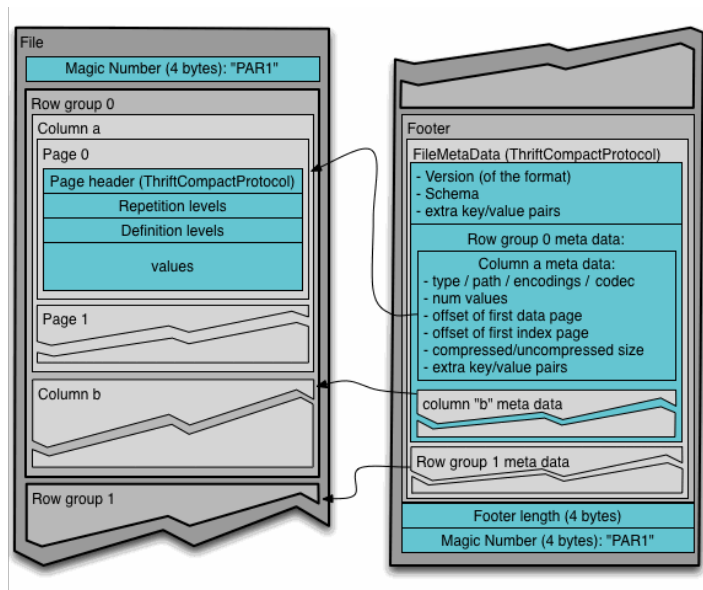 File
Magic Number (4 bytes): "PAR1"
Row group 0
Column a
Page 0
Page header (ThriftCompactProtocol)
Repetition levels
Definition levels
values
Page 1
Column b
Row group 1
Footer
FileMetaData (ThriftCompactProtocol)
- Version (of the format)
- Schema
- extra key/value pairs
Row group 0 meta data:
Column a meta data:
- type / path / encodings / codec
- num values
- offset of first data page
- offset of first index page
- compressed/uncompressed size
- extra key/value pairs
column "b" meta data
Row group 1 meta data
Footer length (4 bytes)
Magic Number (4 bytes): "PAR1"